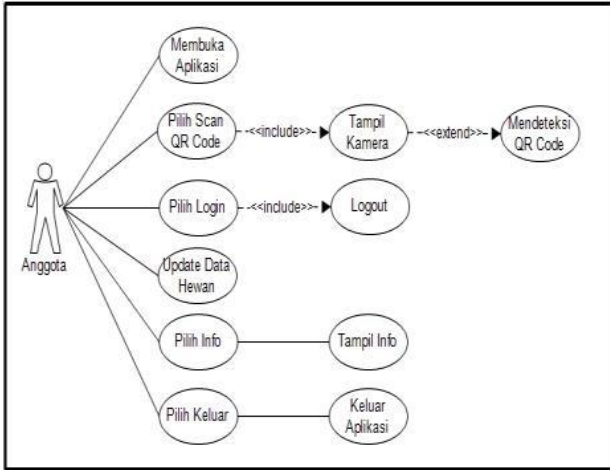 Membuka
Aplikasi
Pilih Scan
QR Code
-<<include>>-
Tampil
Kamera
-<<extend>>-
Mendeteksi
QR Code
Pilih Login
-<<include>>-
Logout
Anggota
Update Data
Hewan
Pilih Info
Tampil Info
Pilih Keluar
Keluar
Aplikasi